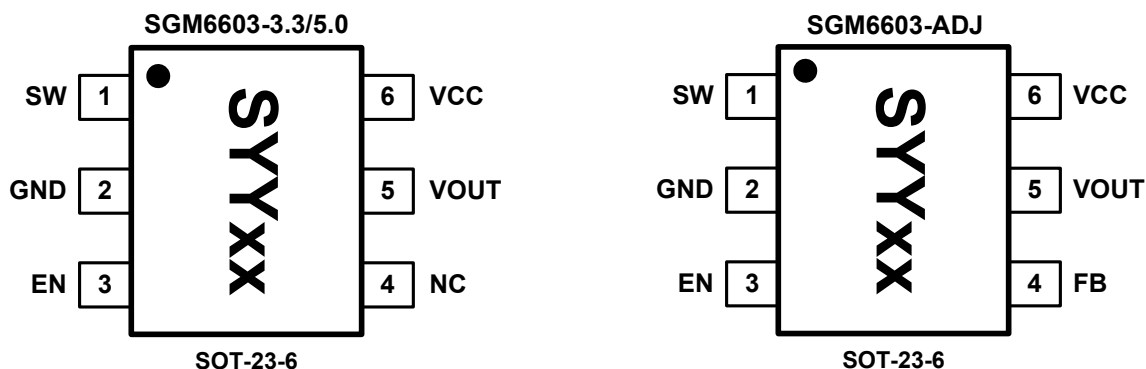 SGM6603-3.3/5.0
SW 1 6 VCC
GND 2 5 VOUT
EN 3 4 NC
SYYxx
SOT-23-6
SGM6603-ADJ
SW 1 6 VCC
GND 2 5 VOUT
EN 3 4 FB
SYYxx
SOT-23-6